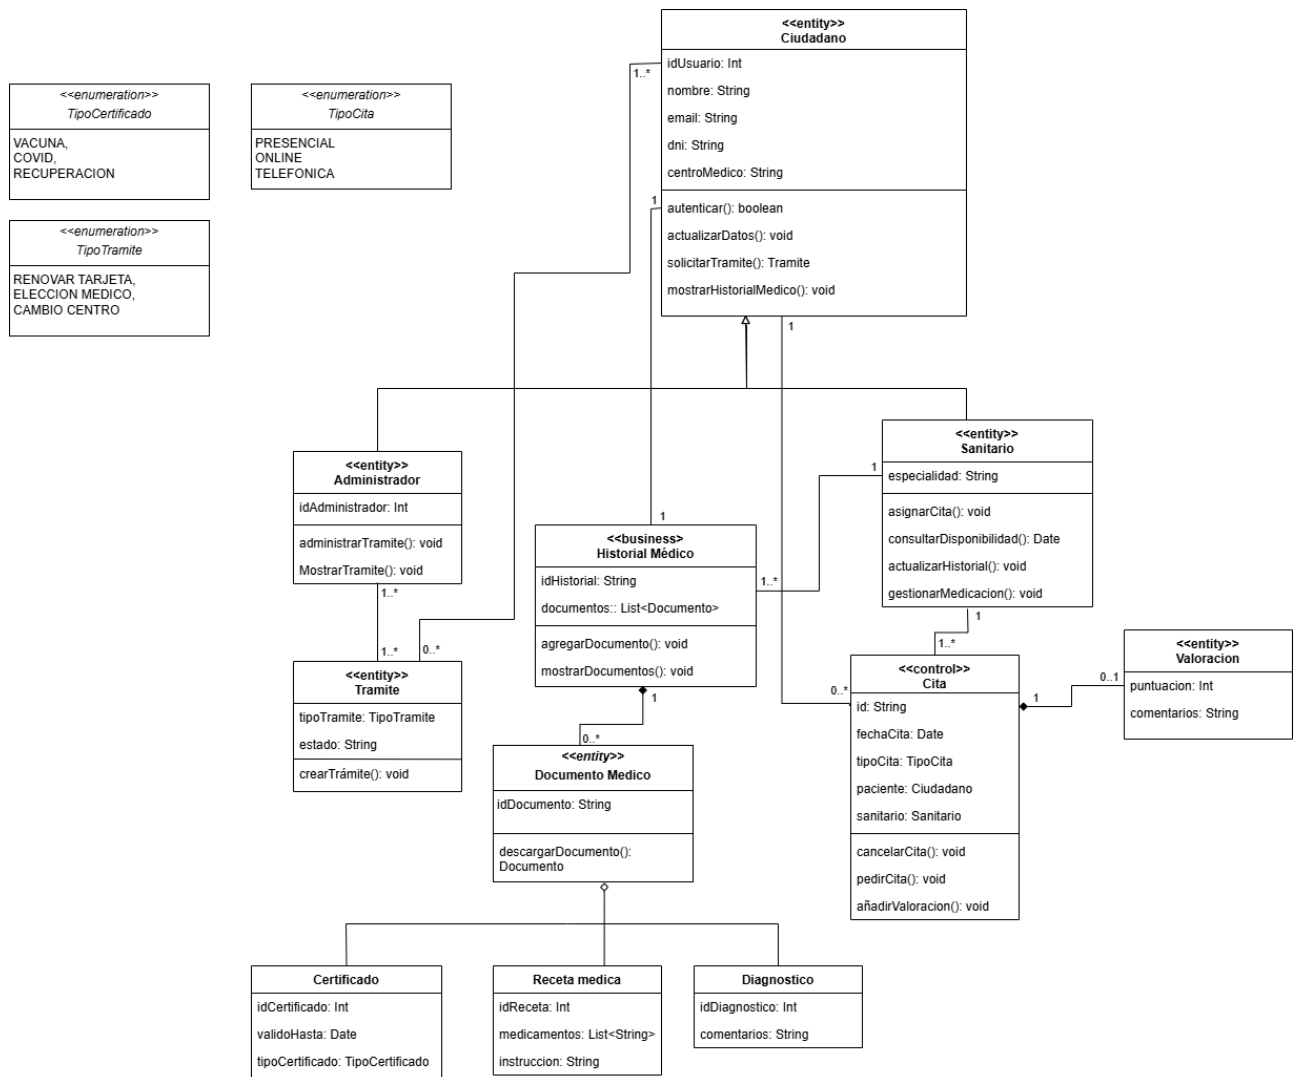 <<entity>>
Ciudadano
idUsuario: Int
nombre: String
email: String
dni: String
centroMedico: String
autenticar(): boolean
actualizarDatos(): void
solicitarTramite(): Tramite
mostrarHistorialMedico(): void
1..*
1
1
<<enumeration>>
TipoCertificado
VACUNA,
COVID,
RECUPERACION
<<enumeration>>
TipoCita
PRESENCIAL
ONLINE
TELEFONICA
<<enumeration>>
TipoTramite
RENOVAR TARJETA,
ELECCION MEDICO,
CAMBIO CENTRO
<<entity>>
Administrador
idAdministrador: Int
administrarTramite(): void
MostrarTramite(): void
1..*
1..*
0..*
<<entity>>
Tramite
tipoTramite: TipoTramite
estado: String
crearTrámite(): void
1
<<business>
Historial Médico
idHistorial: String
documentos:: List<Documento>
agregarDocumento(): void
mostrarDocumentos(): void
1..*
1
1
0..*
<<entity>>
Sanitario
especialidad: String
asignarCita(): void
consultarDisponibilidad(): Date
actualizarHistorial(): void
gestionarMedicacion(): void
1
1..*
0..*
<<control>>
Cita
id: String
fechaCita: Date
tipoCita: TipoCita
paciente: Ciudadano
sanitario: Sanitario
cancelarCita(): void
pedirCita(): void
añadirValoracion(): void
1
0..1
<<entity>>
Valoracion
puntuacion: Int
comentarios: String
<<entity>>
Documento Medico
idDocumento: String
descargarDocumento():
Documento
Certificado
idCertificado: Int
validoHasta: Date
tipoCertificado: TipoCertificado
Receta medica
idReceta: Int
medicamentos: List<String>
instruccion: String
Diagnostico
idDiagnostico: Int
comentarios: String